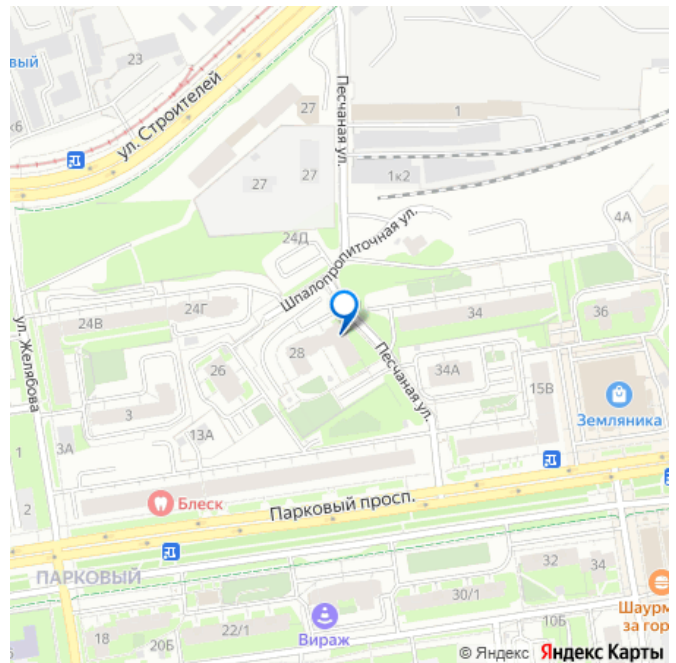 вый
23
ул. Строителей
к6
27
Песчаная ул.
1
27
27
1к2
4А
24Д
Шпалопропиточная ул.
24В
24Г
34
36
ул. Желябова
28
26
Песчаная ул.
34А
15В
Земляника
3
13А
3А
1
2
Блеск
Парковый просп.
ПАРКОВЫЙ
32
34
30/1
Шаурм
за гор
18
20Б
22/1
Вираж
10Б
© Яндекс Яндекс Карты